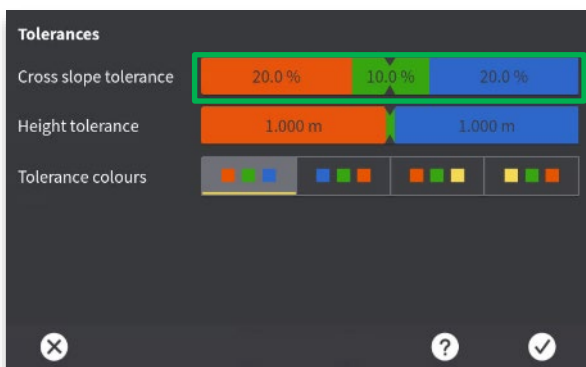 Tolerances
Cross slope tolerance 20.0 % 10.0 % 20.0 %
Height tolerance 1.000 m 1.000 m
Tolerance colours
?